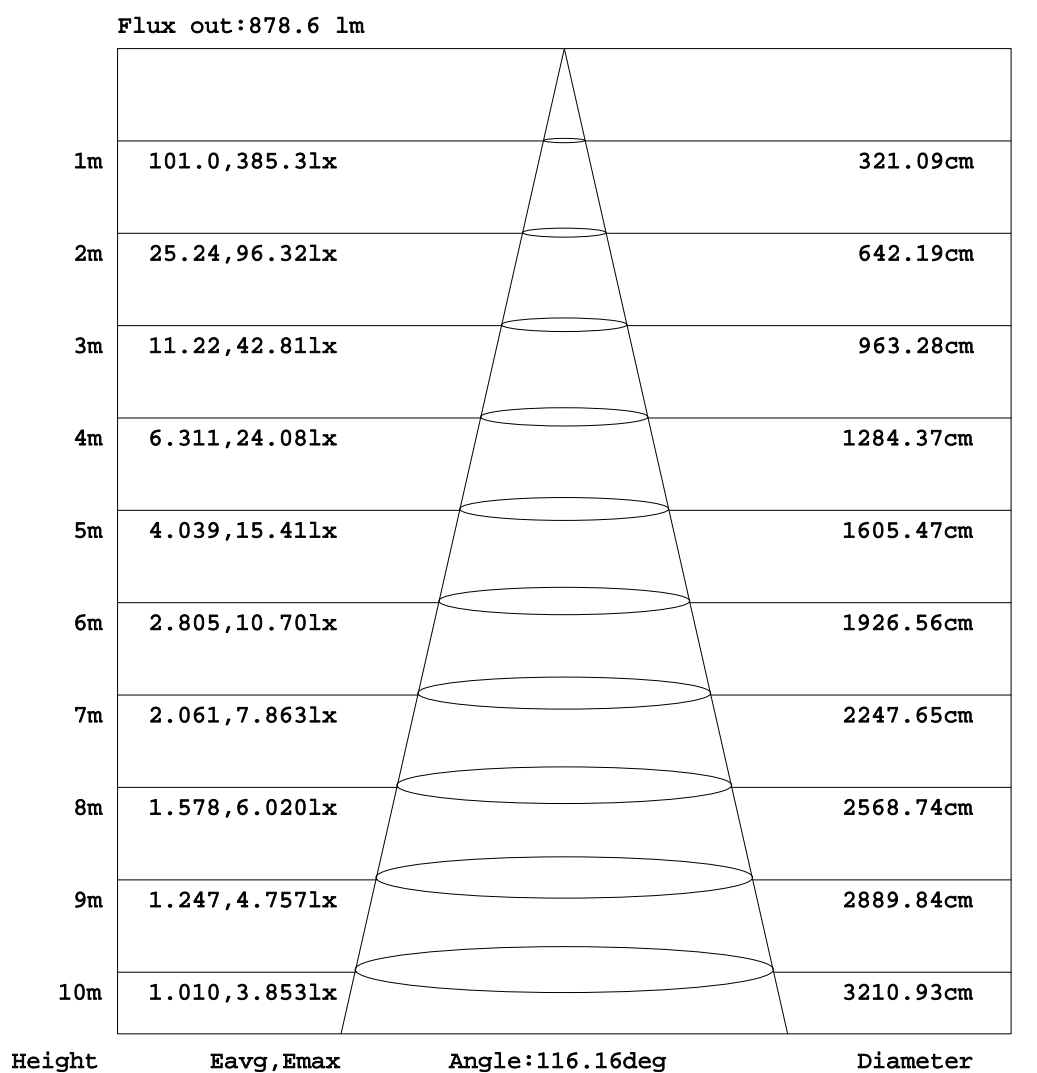 Flux out:878.6 lm
1m 101.0,385.3lx 321.09cm
2m 25.24,96.32lx 642.19cm
3m 11.22,42.81lx 963.28cm
4m 6.311,24.08lx 1284.37cm
5m 4.039,15.41lx 1605.47cm
6m 2.805,10.70lx 1926.56cm
7m 2.061,7.863lx 2247.65cm
8m 1.578,6.020lx 2568.74cm
9m 1.247,4.757lx 2889.84cm
10m 1.010,3.853lx 3210.93cm
Height Eavg,Emax Angle:116.16deg Diameter